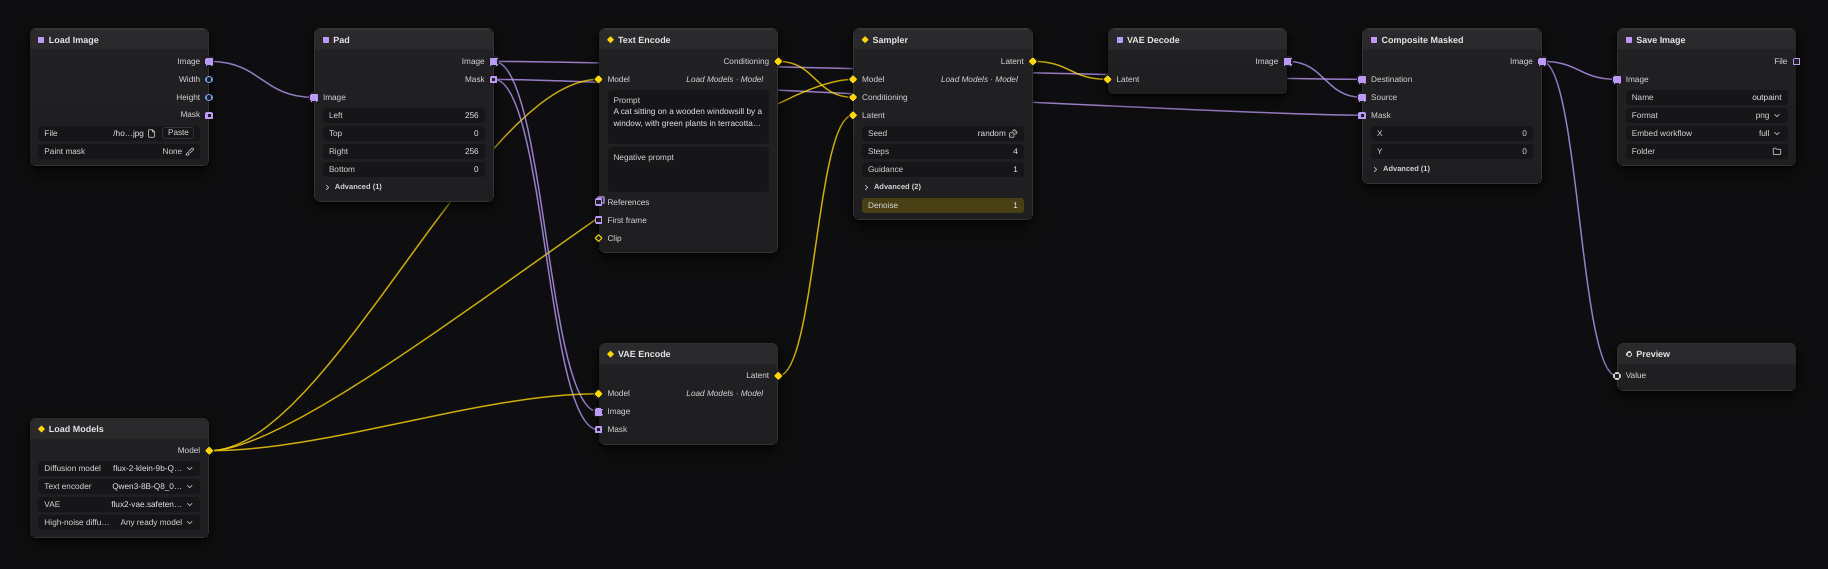 Load Image
Image
Width
Height
Mask
File /ho…jpg Paste
Paint mask None
Pad
Image
Mask
Image
Left 256
Top 0
Right 256
Bottom 0
Advanced (1)
Text Encode
Conditioning
Model Load Models · Model
Prompt
A cat sitting on a wooden windowsill by a
window, with green plants in terracotta…
Negative prompt
References
First frame
Clip
Sampler
Latent
Model Load Models · Model
Conditioning
Latent
Seed random
Steps 4
Guidance 1
Advanced (2)
Denoise 1
VAE Decode
Image
Latent
Composite Masked
Image
Destination
Source
Mask
X 0
Y 0
Advanced (1)
Save Image
File
Image
Name outpaint
Format png
Embed workflow full
Folder
VAE Encode
Latent
Model Load Models · Model
Image
Mask
Preview
Value
Load Models
Model
Diffusion model flux-2-klein-9b-Q…
Text encoder Qwen3-8B-Q8_0…
VAE flux2-vae.safeten…
High-noise diffu… Any ready model